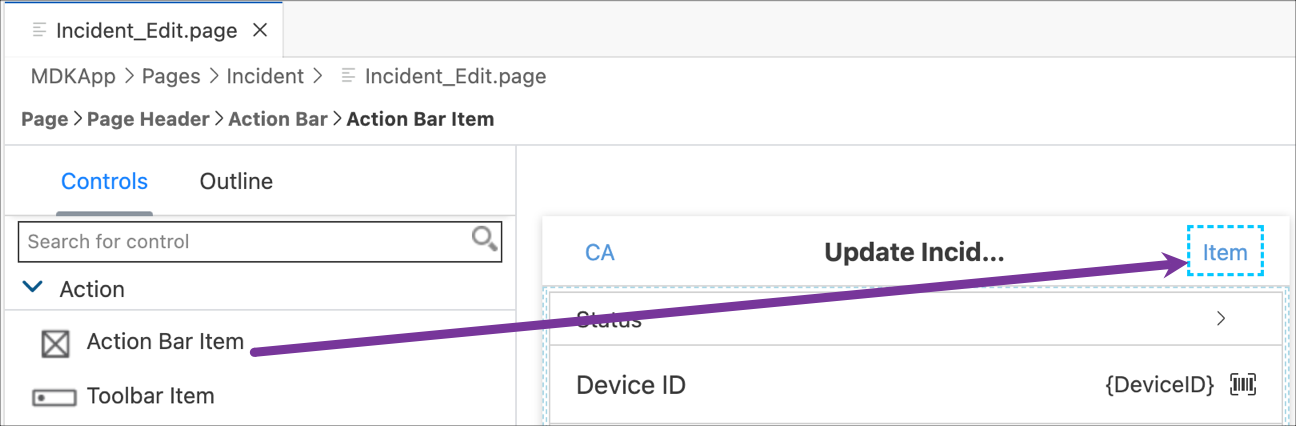 Incident_Edit.page
MDKApp > Pages > Incident > Incident_Edit.page
Page > Page Header > Action Bar > Action Bar Item
Controls Outline
Search for control
Action
Action Bar Item
Toolbar Item
CA Update Incid... Item
Status
Device ID {DeviceID}